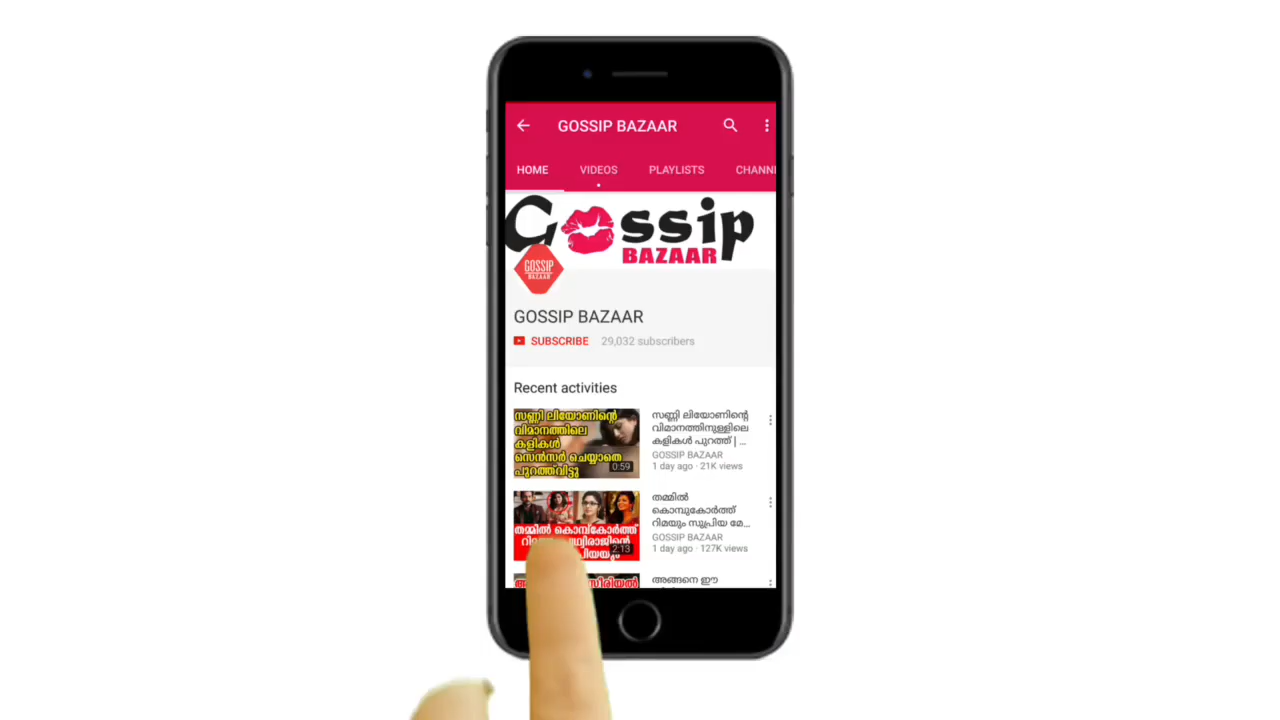 GOSSIP BAZAAR
HOME VIDEOS PLAYLISTS CHANN
Gossip
BAZAAR
GOSSIP
BAZAAR
GOSSIP BAZAAR
SUBSCRIBE 29,032 subscribers
Recent activities
സണ്ണി ലിയോണിന്റെ
വിമാനത്തിലെ
കളികൾ
സെൻസർ ചെയ്യാതെ
പുറത്ത്‌വിട്ടു
0:59
സണ്ണി ലിയോണിന്റെ
വിമാനത്തിനുള്ളിലെ
കളികൾ പുറത്ത് | ...
GOSSIP BAZAAR
1 day ago · 21K views
തമ്മിൽ കൊമ്പ്കോർത്ത്
2:13
തമ്മിൽ
കൊമ്പുകോർത്ത്
റിമയും സുപ്രിയ മേ...
GOSSIP BAZAAR
1 day ago · 127K views
അങ്ങനെ ഈ